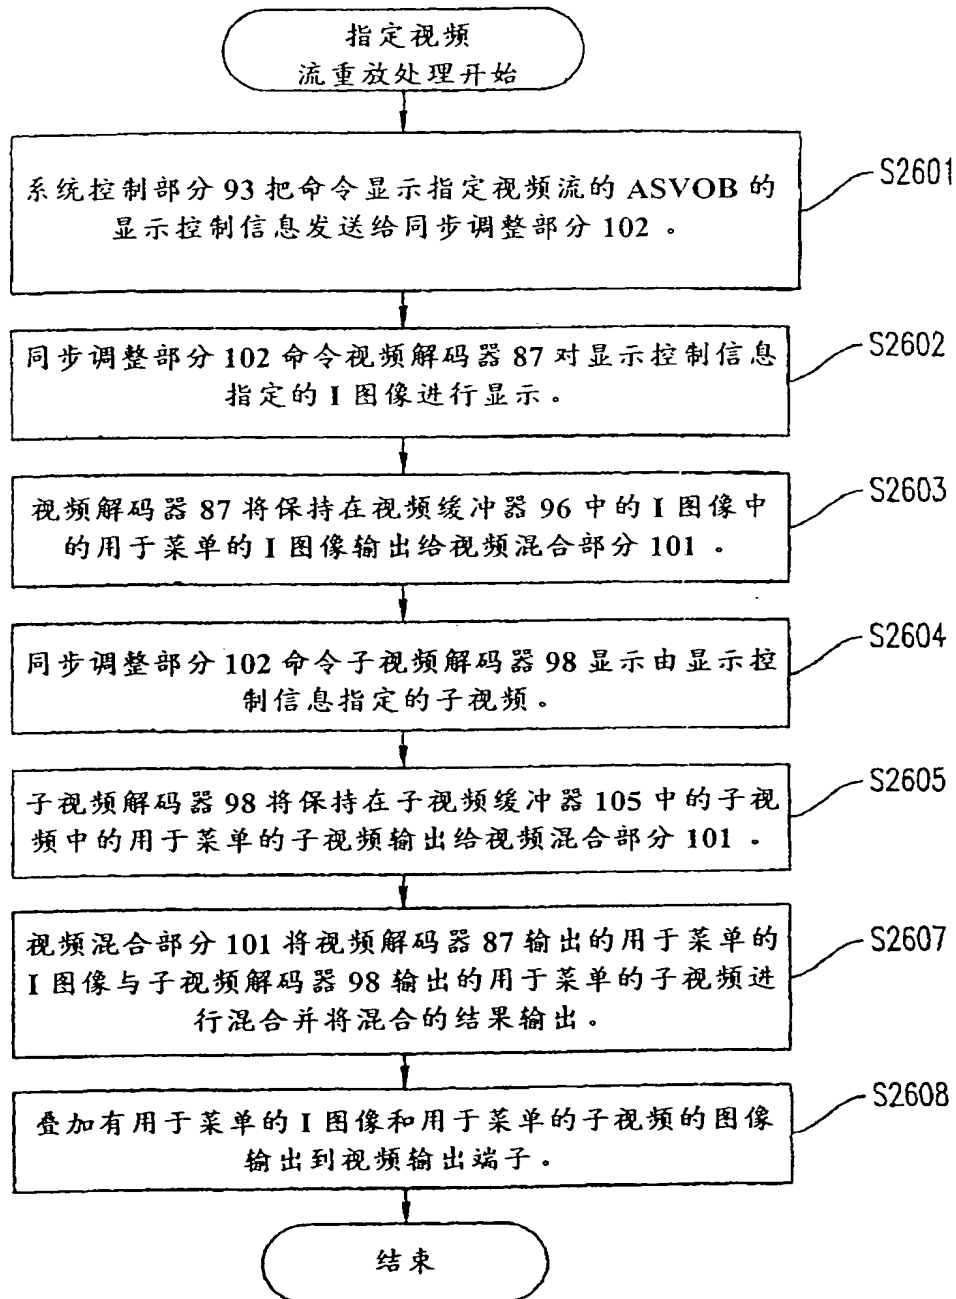 指定视频
流重放处理开始
系统控制部分 93 把命令显示指定视频流的 ASVOB 的
显示控制信息发送给同步调整部分 102 。
S2601
同步调整部分 102 命令视频解码器 87 对显示控制信息
指定的 I 图像进行显示。
S2602
视频解码器 87 将保持在视频缓冲器 96 中的 I 图像中
的用于菜单的 I 图像输出给视频混合部分 101 。
S2603
同步调整部分 102 命令子视频解码器 98 显示由显示控
制信息指定的子视频。
S2604
子视频解码器 98 将保持在子视频缓冲器 105 中的子视
频中的用于菜单的子视频输出给视频混合部分 101 。
S2605
视频混合部分 101 将视频解码器 87 输出的用于菜单的
I 图像与子视频解码器 98 输出的用于菜单的子视频进
行混合并将混合的结果输出。
S2607
叠加有用于菜单的 I 图像和用于菜单的子视频的图像
输出到视频输出端子。
S2608
结束